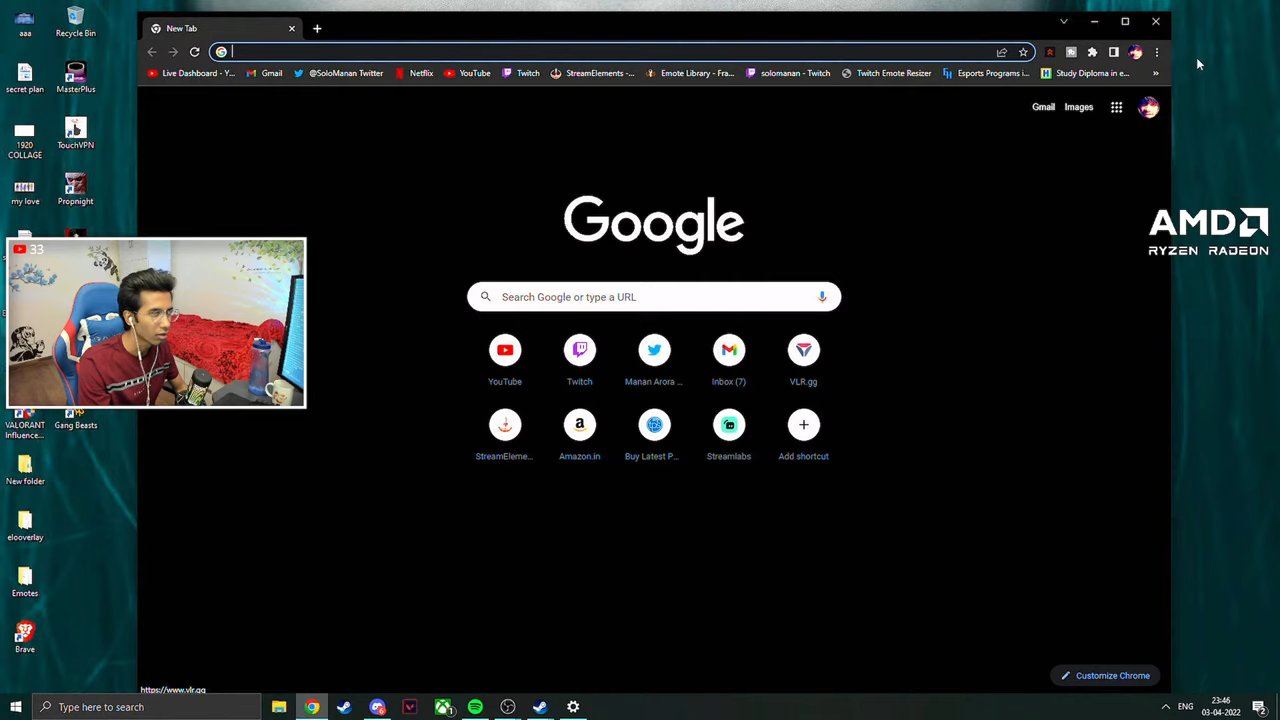 aaa
Recycle Bin
New Tab
Live Dashboard - Y...
Gmail
@SoloManan Twitter
Netflix
YouTube
Twitch
StreamElements -...
Emote Library - Fra...
solomanan - Twitch
Twitch Emote Resizer
Esports Programs i...
Study Diploma in e...
»
secret plan
MasterPlus
Gmail
Images
1920
COLLAGE
TouchVPN
my love
Propnight
Google
AMD
RYZEN RADEON
33
Search Google or type a URL
YouTube
Twitch
Manan Arora ...
Inbox (7)
VLR.gg
StreamEleme...
Amazon.in
Buy Latest P...
Streamlabs
Add shortcut
VALORANT
Influence...
Gang Beasts
New folder
elooverlay
Emotes
Brave
Customize Chrome
https://www.vlr.gg
Type here to search
ENG
23:46
03-04-2022